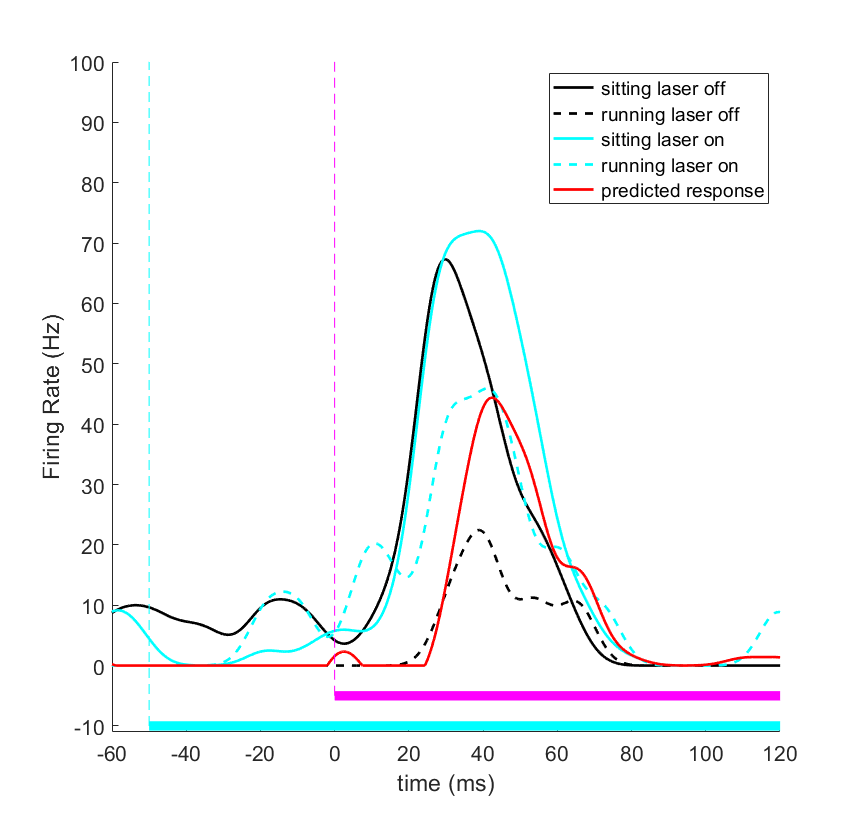 100
90
80
70
60
50
40
30
20
10
0
-10
Firing Rate (Hz)
sitting laser off
running laser off
sitting laser on
running laser on
predicted response
-60 -40 -20 0 20 40 60 80 100 120
time (ms)